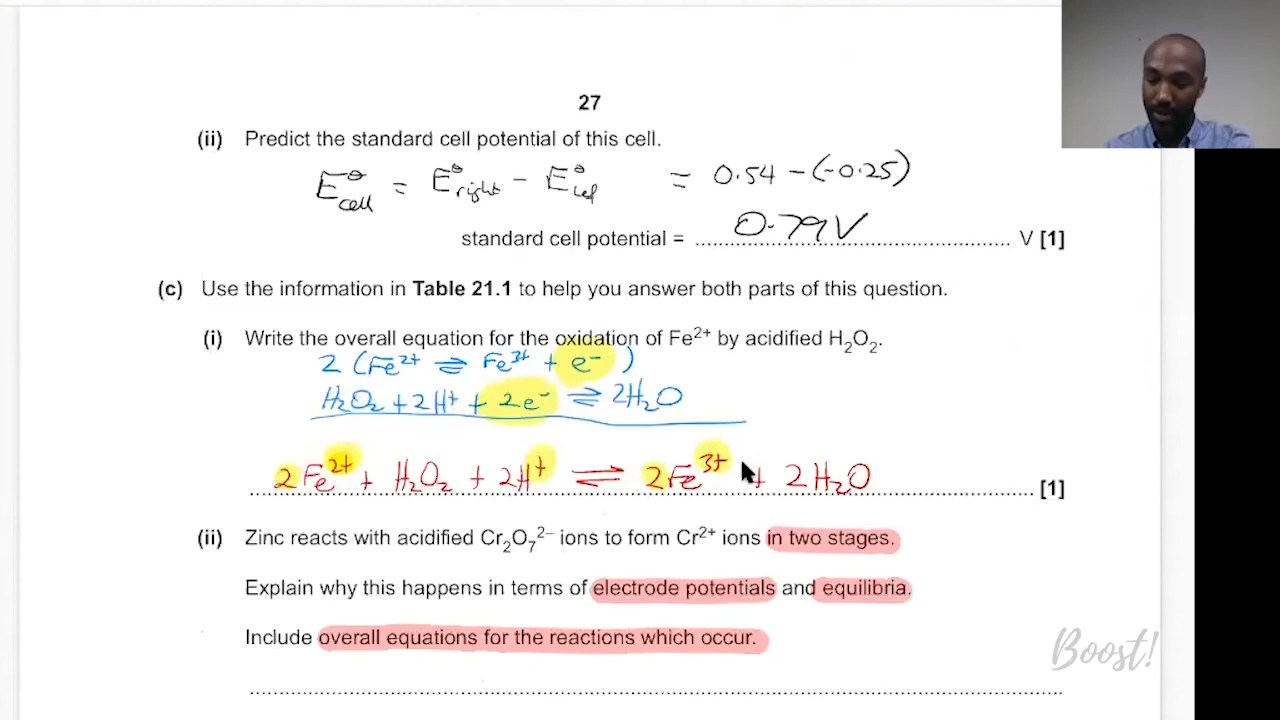 27
(ii) Predict the standard cell potential of this cell.
E⦵cell = E⦵right − E⦵left = 0.54 − (−0.25)
standard cell potential = 0.79V V [1]
(c) Use the information in Table 21.1 to help you answer both parts of this question.
(i) Write the overall equation for the oxidation of Fe²⁺ by acidified H₂O₂.
2 (Fe²⁺ ⇌ Fe³⁺ + e⁻)
H₂O₂ + 2H⁺ + 2e⁻ ⇌ 2H₂O
2Fe²⁺ + H₂O₂ + 2H⁺ ⇌ 2Fe³⁺ + 2H₂O [1]
(ii) Zinc reacts with acidified Cr₂O₇²⁻ ions to form Cr²⁺ ions in two stages.
Explain why this happens in terms of electrode potentials and equilibria.
Include overall equations for the reactions which occur.
Boost!